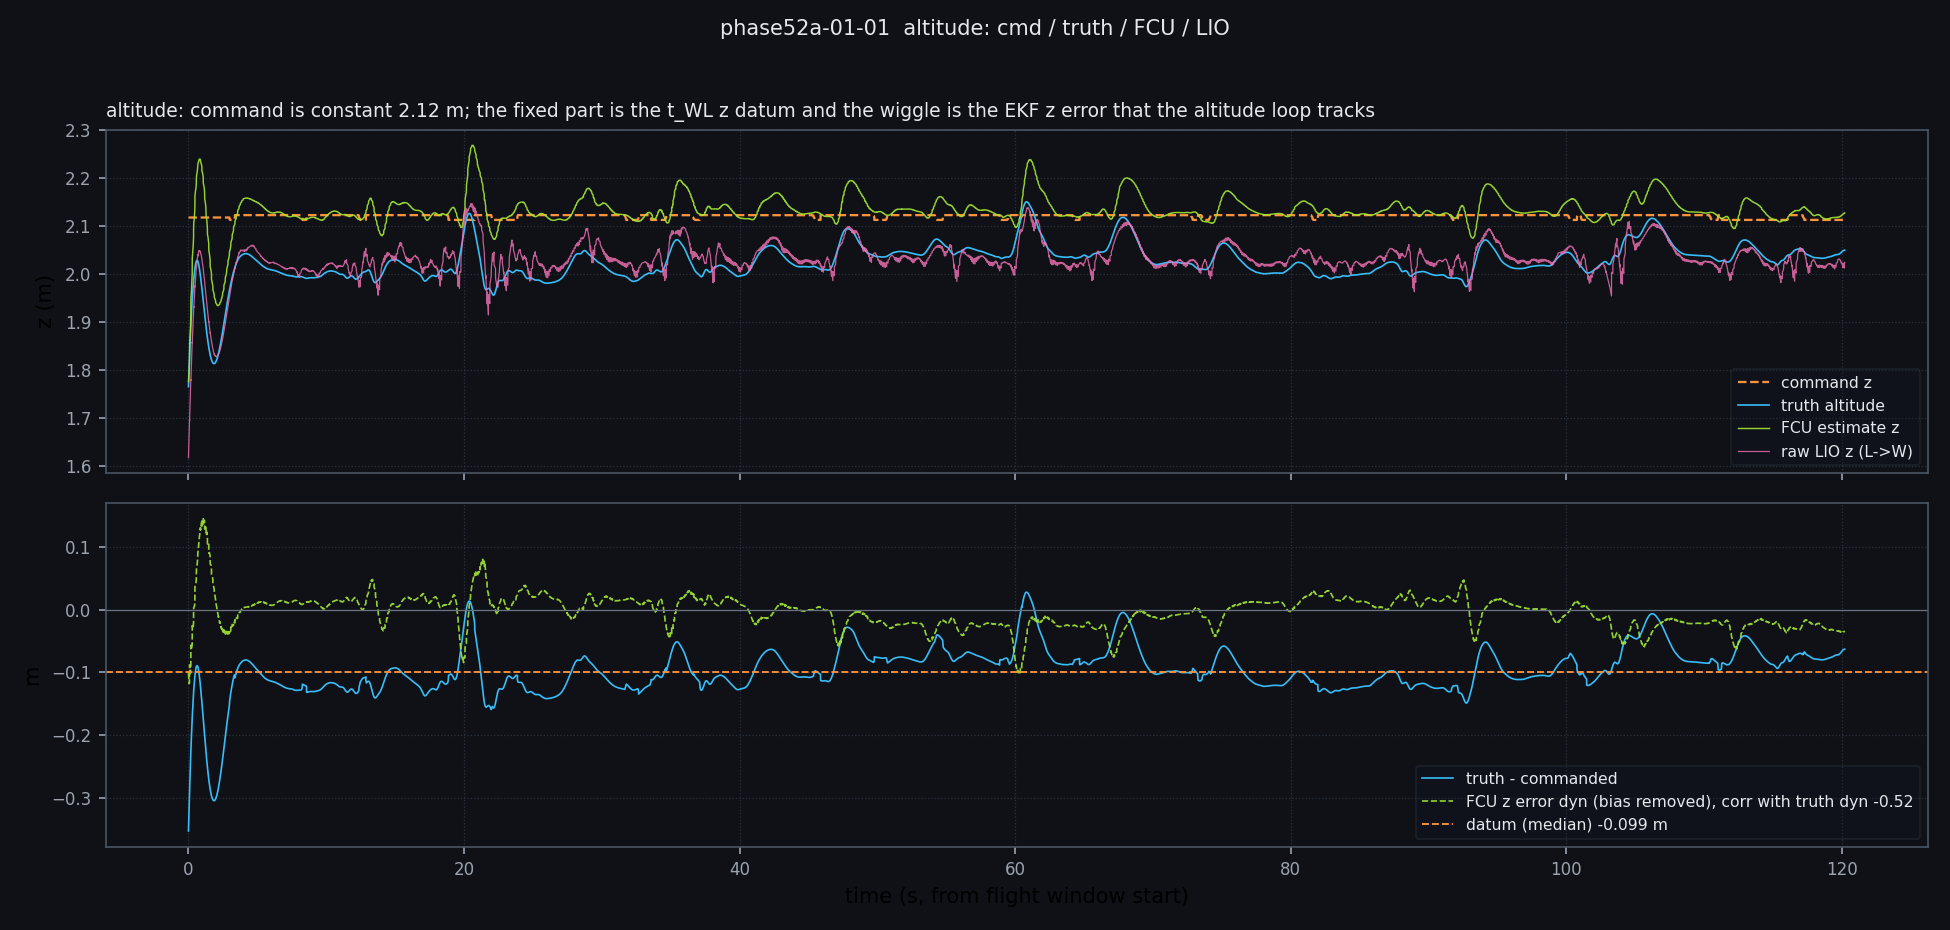 phase52a-01-01  altitude: cmd / truth / FCU / LIO
altitude: command is constant 2.12 m; the fixed part is the t_WL z datum and the wiggle is the EKF z error that the altitude loop tracks
2.3
2.2
2.1
2.0
1.9
1.8
1.7
1.6
z (m)
command z
truth altitude
FCU estimate z
raw LIO z (L->W)
0.1
0.0
−0.1
−0.2
−0.3
m
truth - commanded
FCU z error dyn (bias removed), corr with truth dyn -0.52
datum (median) -0.099 m
0
20
40
60
80
100
120
time (s, from flight window start)